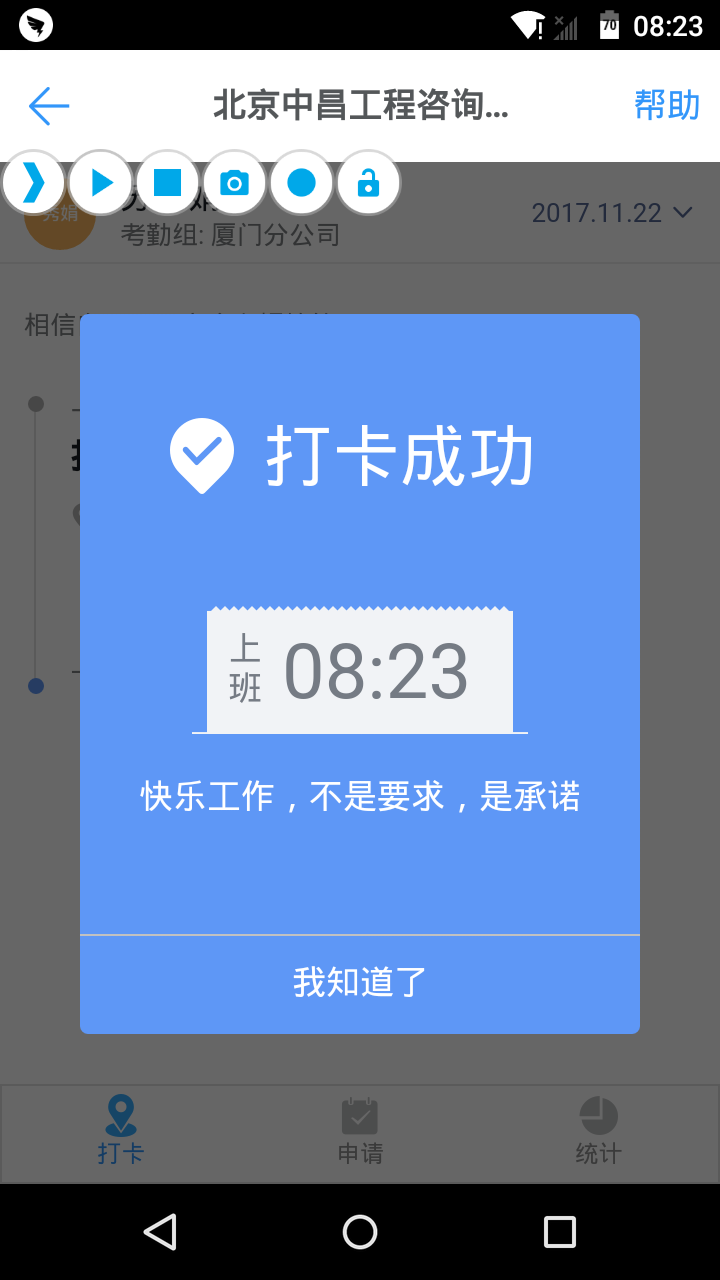 70 08:23
北京中昌工程咨询...
帮助
秀娟
2017.11.22
考勤组: 厦门分公司
相信
打卡成功
上班 08:23
快乐工作，不是要求，是承诺
我知道了
打卡
申请
统计